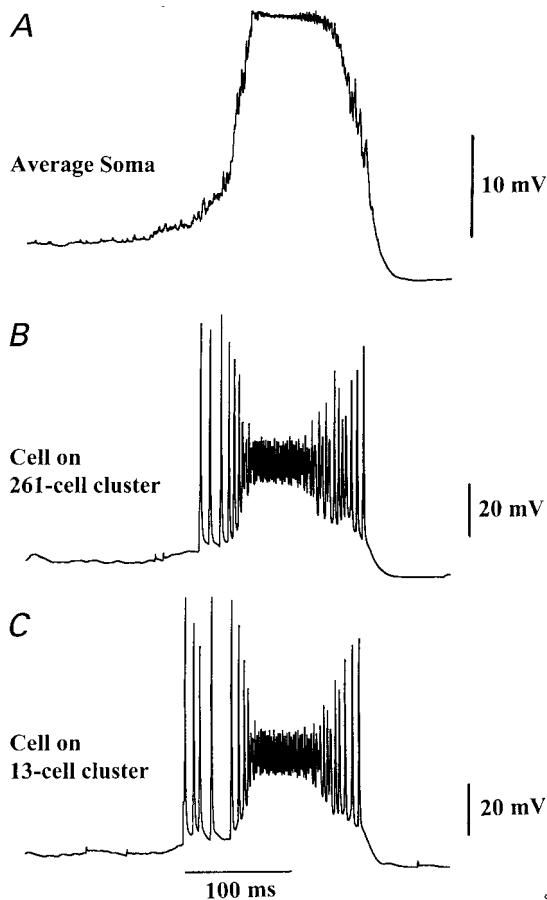 A
Average Soma
10 mV
B
Cell on
261-cell cluster
20 mV
C
Cell on
13-cell cluster
20 mV
100 ms